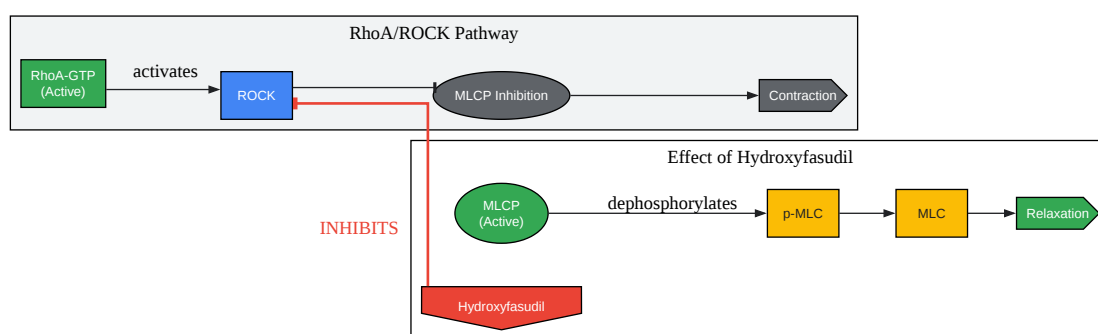 RhoA/ROCK Pathway
RhoA-GTP
(Active)
activates
ROCK
MLCP Inhibition
Contraction
Effect of Hydroxyfasudil
MLCP
(Active)
dephosphorylates
p-MLC
MLC
Relaxation
INHIBITS
Hydroxyfasudil